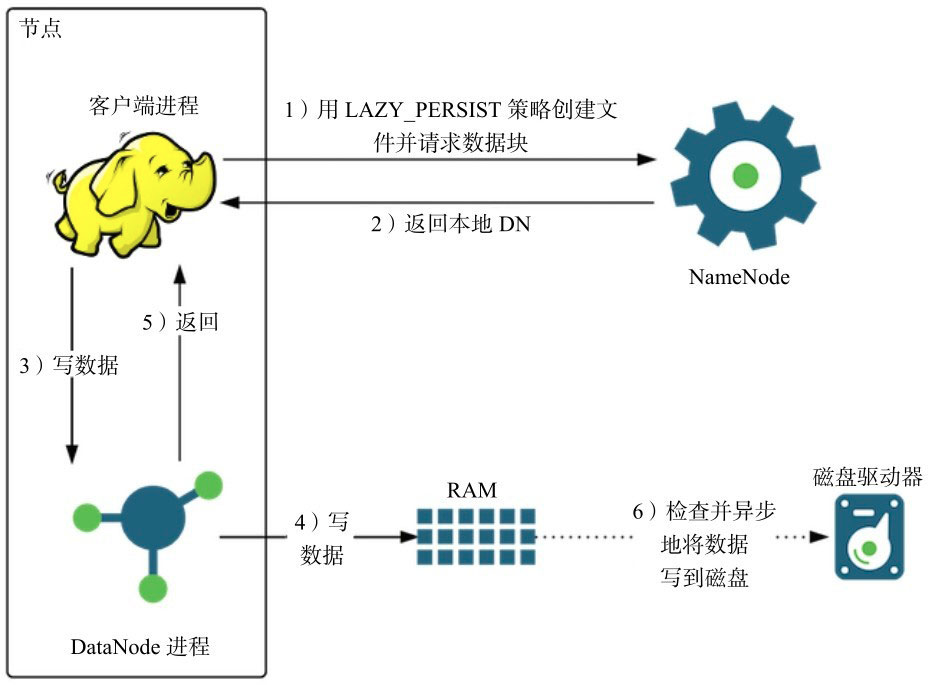 节点
客户端进程
1）用 LAZY_PERSIST 策略创建文
件并请求数据块
2）返回本地 DN
NameNode
5）返回
3）写数据
RAM
磁盘驱动器
4）写
数据
6）检查并异步
地将数据
写到磁盘
DataNode 进程